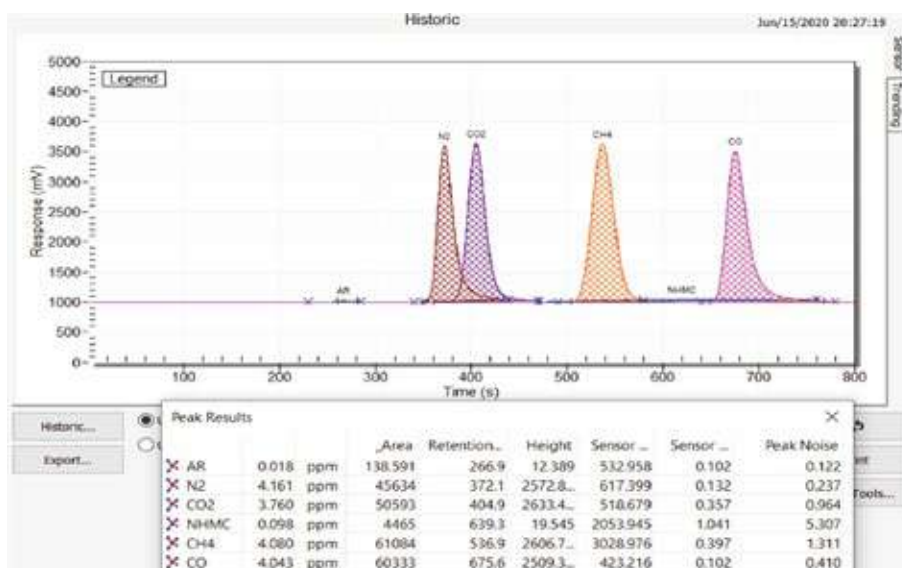 Historic
Jun/15/2020 20:27:19
Sensor
Trending
Legend
5000
4500
4000
3500
3000
2500
2000
1500
1000
500
0
Response (mV)
N2
CO2
CH4
CO
AR
NHMC
100 200 300 400 500 600 700 800
Time (s)
Historic...
Export...
Tools...
Peak Results
_Area Retention.. Height Sensor ... Sensor ... Peak Noise
AR 0.018 ppm 138.591 266.9 12.389 532.958 0.102 0.122
N2 4.161 ppm 45634 372.1 2572.8... 617.399 0.132 0.237
CO2 3.760 ppm 50593 404.9 2633.4... 518.679 0.357 0.964
NHMC 0.098 ppm 4465 639.3 19.545 2053.945 1.041 5.307
CH4 4.080 ppm 61084 536.9 2606.7... 3028.976 0.397 1.311
CO 4.043 ppm 60333 675.6 2509.3... 423.216 0.102 0.410